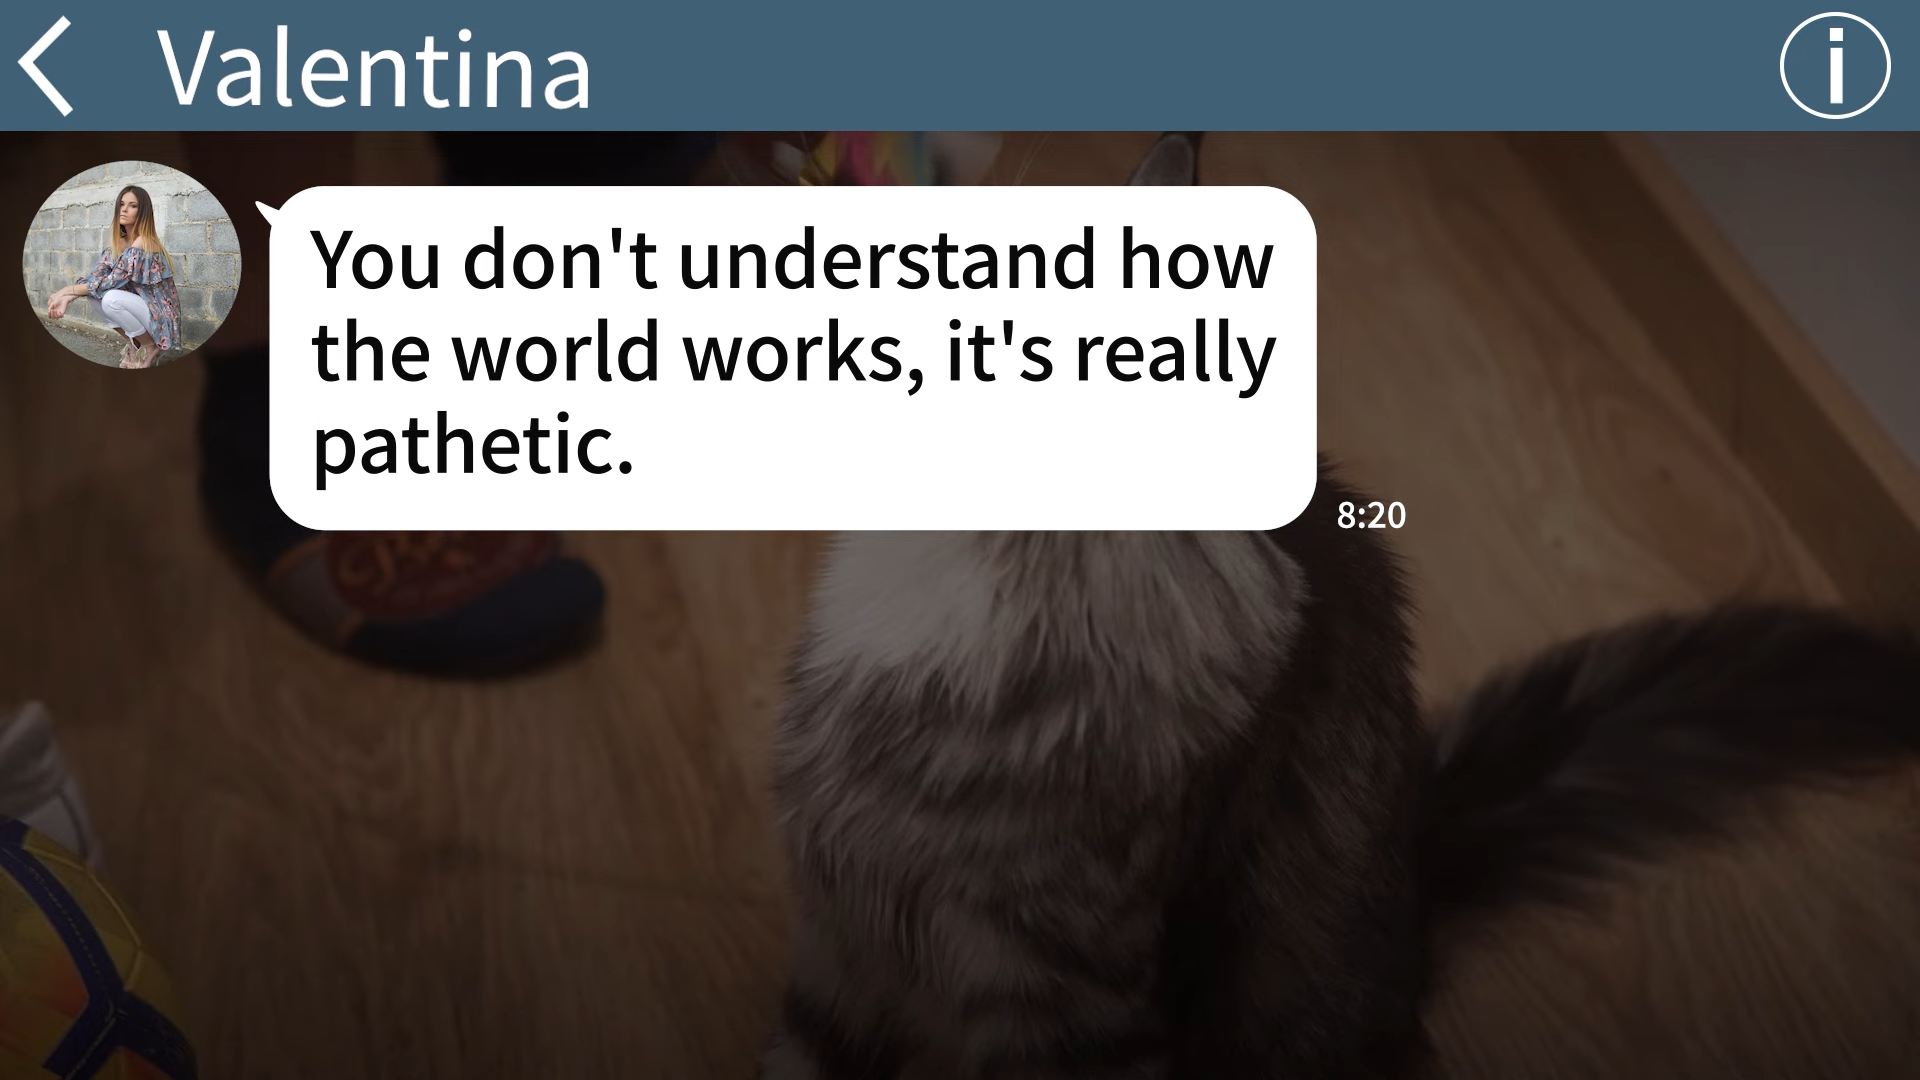 Valentina
You don't understand how
the world works, it's really
pathetic.
8:20